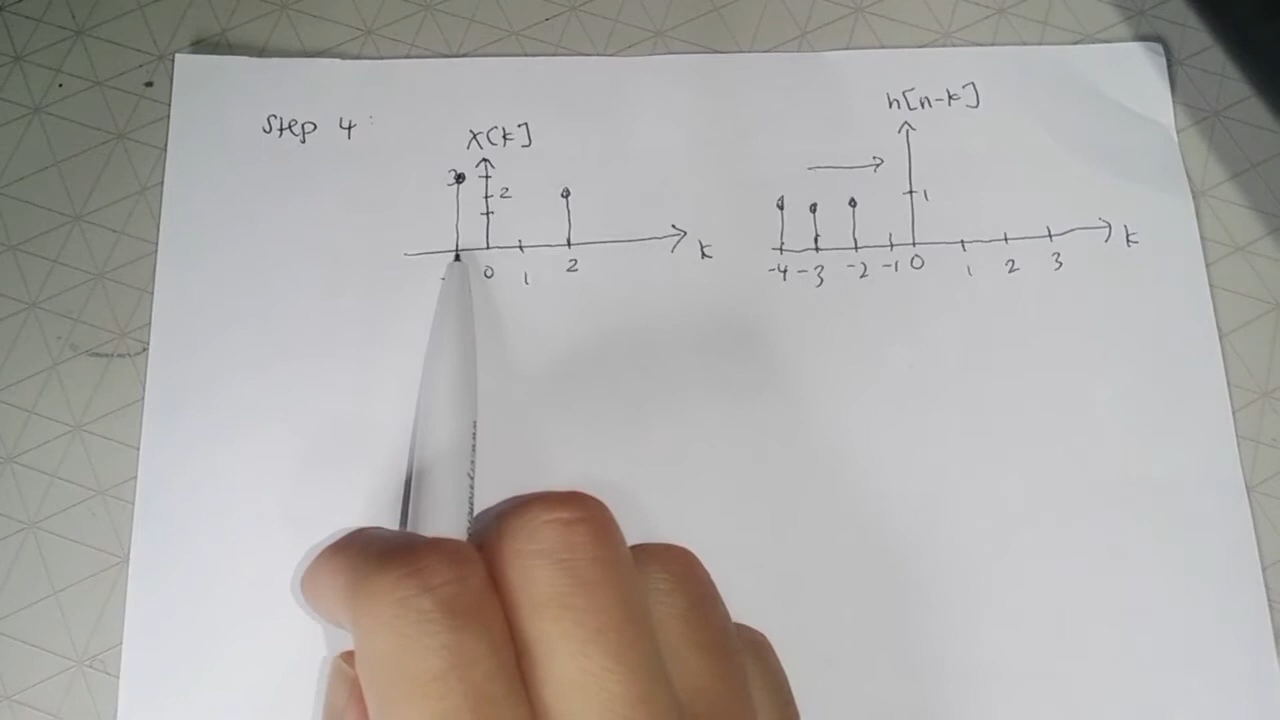 Step 4:
x[k]
3
2
0 1 2 k
h[n-k]
1
-4 -3 -2 -1 0 1 2 3 k